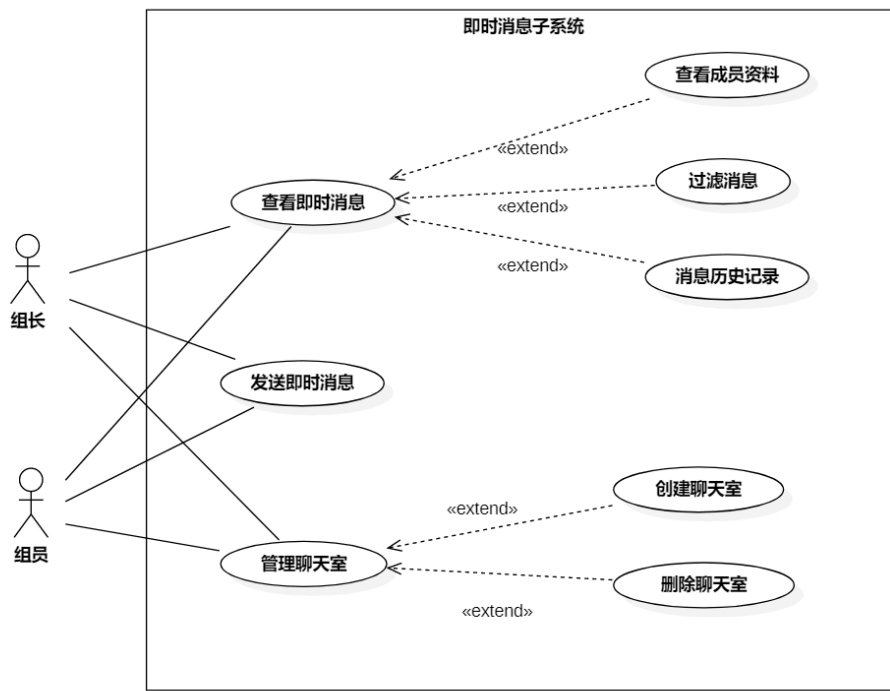 即时消息子系统
查看成员资料
«extend»
过滤消息
查看即时消息
«extend»
«extend»
消息历史记录
组长
发送即时消息
创建聊天室
«extend»
组员
管理聊天室
删除聊天室
«extend»